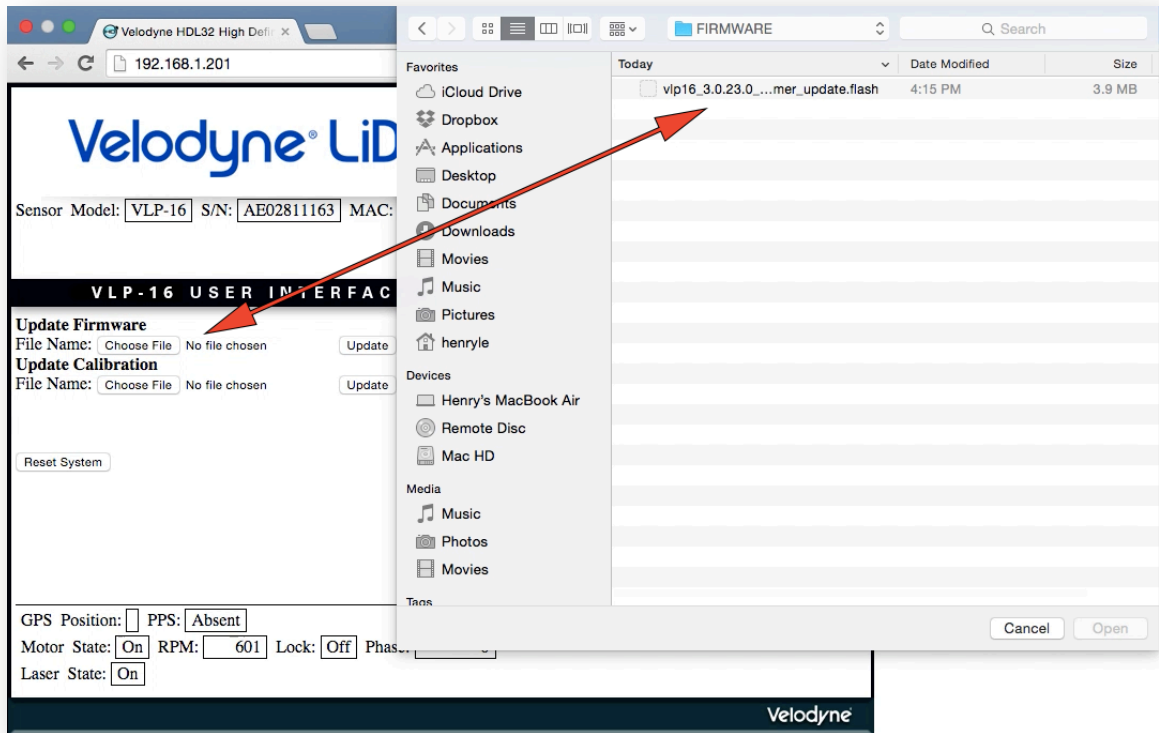 Velodyne HDL32 High Defir
192.168.1.201
Velodyne® LiD
Sensor Model: VLP-16 S/N: AE02811163 MAC:
VLP-16 USER INTERFAC
Update Firmware
File Name: Choose File No file chosen Update
Update Calibration
File Name: Choose File No file chosen Update
Reset System
GPS Position: PPS: Absent
Motor State: On RPM: 601 Lock: Off Phase:
Laser State: On
Velodyne
FIRMWARE
Search
Favorites
iCloud Drive
Dropbox
Applications
Desktop
Documents
Downloads
Movies
Music
Pictures
henryle
Devices
Henry's MacBook Air
Remote Disc
Mac HD
Media
Music
Photos
Movies
Tags
Today Date Modified Size
vlp16_3.0.23.0_...mer_update.flash 4:15 PM 3.9 MB
Cancel Open